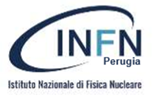 INFN
Perugia
Istituto Nazionale di Fisica Nucleare